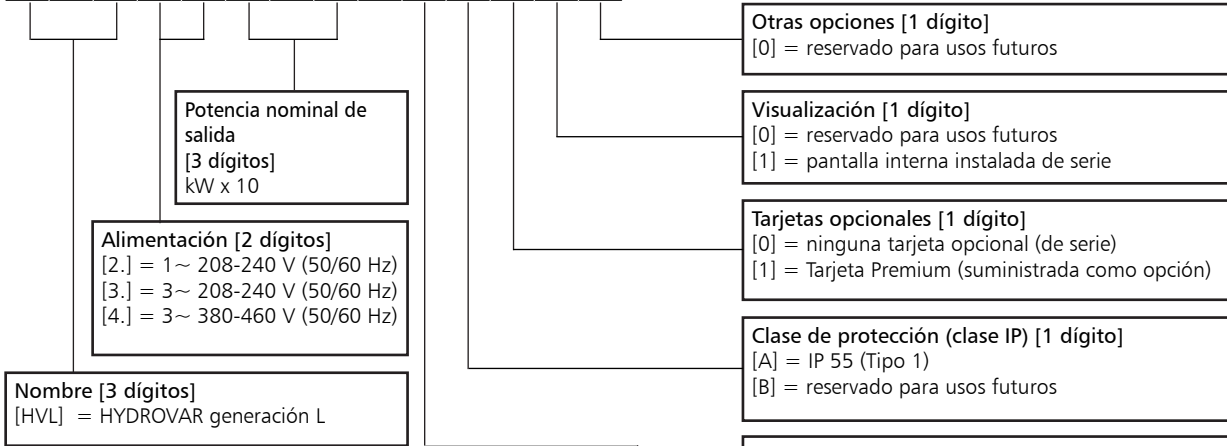 Otras opciones [1 dígito]
[0] = reservado para usos futuros
Visualización [1 dígito]
[0] = reservado para usos futuros
[1] = pantalla interna instalada de serie
Potencia nominal de
salida
[3 dígitos]
kW x 10
Tarjetas opcionales [1 dígito]
[0] = ninguna tarjeta opcional (de serie)
[1] = Tarjeta Premium (suministrada como opción)
Alimentación [2 dígitos]
[2.] = 1~ 208-240 V (50/60 Hz)
[3.] = 3~ 208-240 V (50/60 Hz)
[4.] = 3~ 380-460 V (50/60 Hz)
Clase de protección (clase IP) [1 dígito]
[A] = IP 55 (Tipo 1)
[B] = reservado para usos futuros
Nombre [3 dígitos]
[HVL] = HYDROVAR generación L